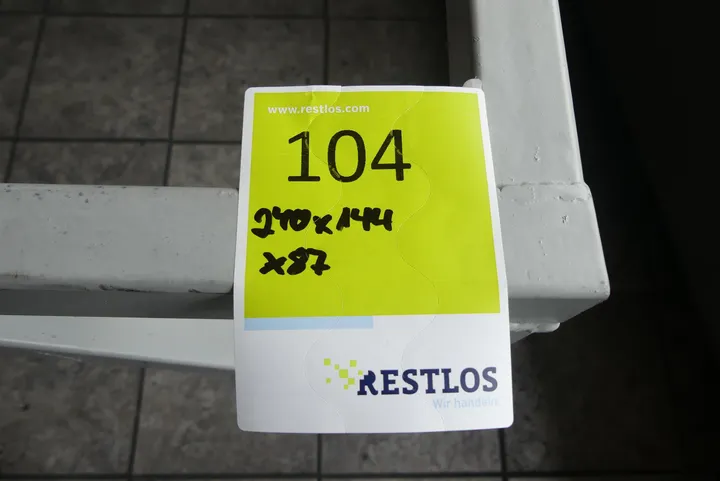 www.restlos.com
104
240x144
x87
RESTLOS
Wir handeln